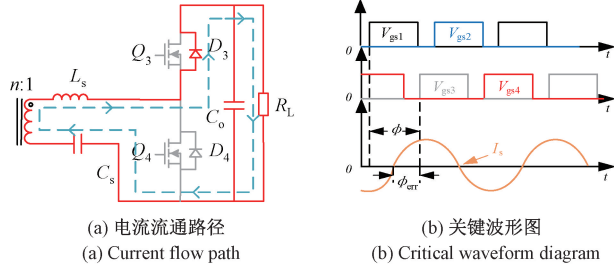 Q3
D3
n:1
Ls
Co
RL
Q4
D4
Cs
(a) 电流流通路径
(a) Current flow path
0
Vgs1
Vgs2
t
0
Vgs3
Vgs4
t
ϕ
Is
0
ϕerr
t
(b) 关键波形图
(b) Critical waveform diagram